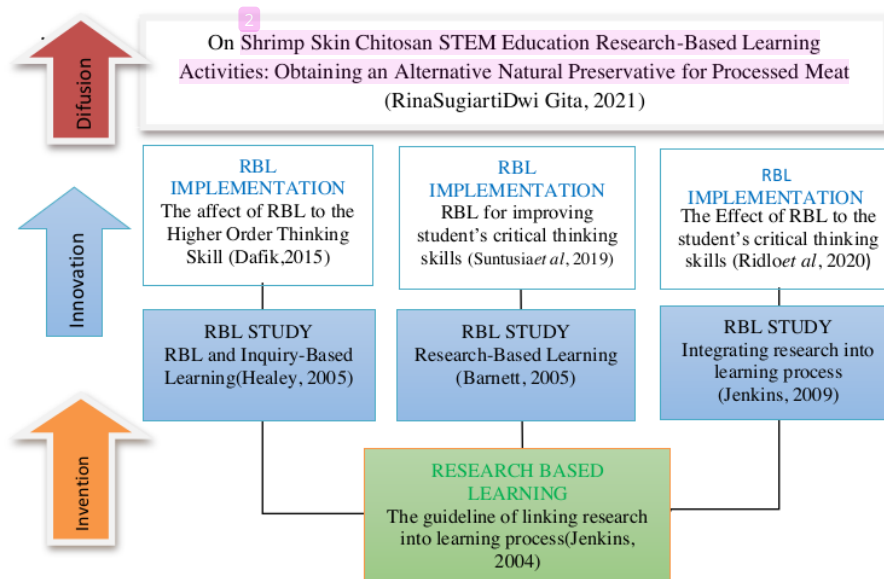 2
On Shrimp Skin Chitosan STEM Education Research-Based Learning
Activities: Obtaining an Alternative Natural Preservative for Processed Meat
(RinaSugiartiDwi Gita, 2021)
Difusion
RBL
IMPLEMENTATION
The affect of RBL to the
Higher Order Thinking
Skill (Dafik,2015)
RBL
IMPLEMENTATION
RBL for improving
student’s critical thinking
skills (Suntusiaet al, 2019)
RBL
IMPLEMENTATION
The Effect of RBL to the
student’s critical thinking
skills (Ridloet al, 2020)
Innovation
RBL STUDY
RBL and Inquiry-Based
Learning(Healey, 2005)
RBL STUDY
Research-Based Learning
(Barnett, 2005)
RBL STUDY
Integrating research into
learning process
(Jenkins, 2009)
Invention
RESEARCH BASED
LEARNING
The guideline of linking research
into learning process(Jenkins,
2004)